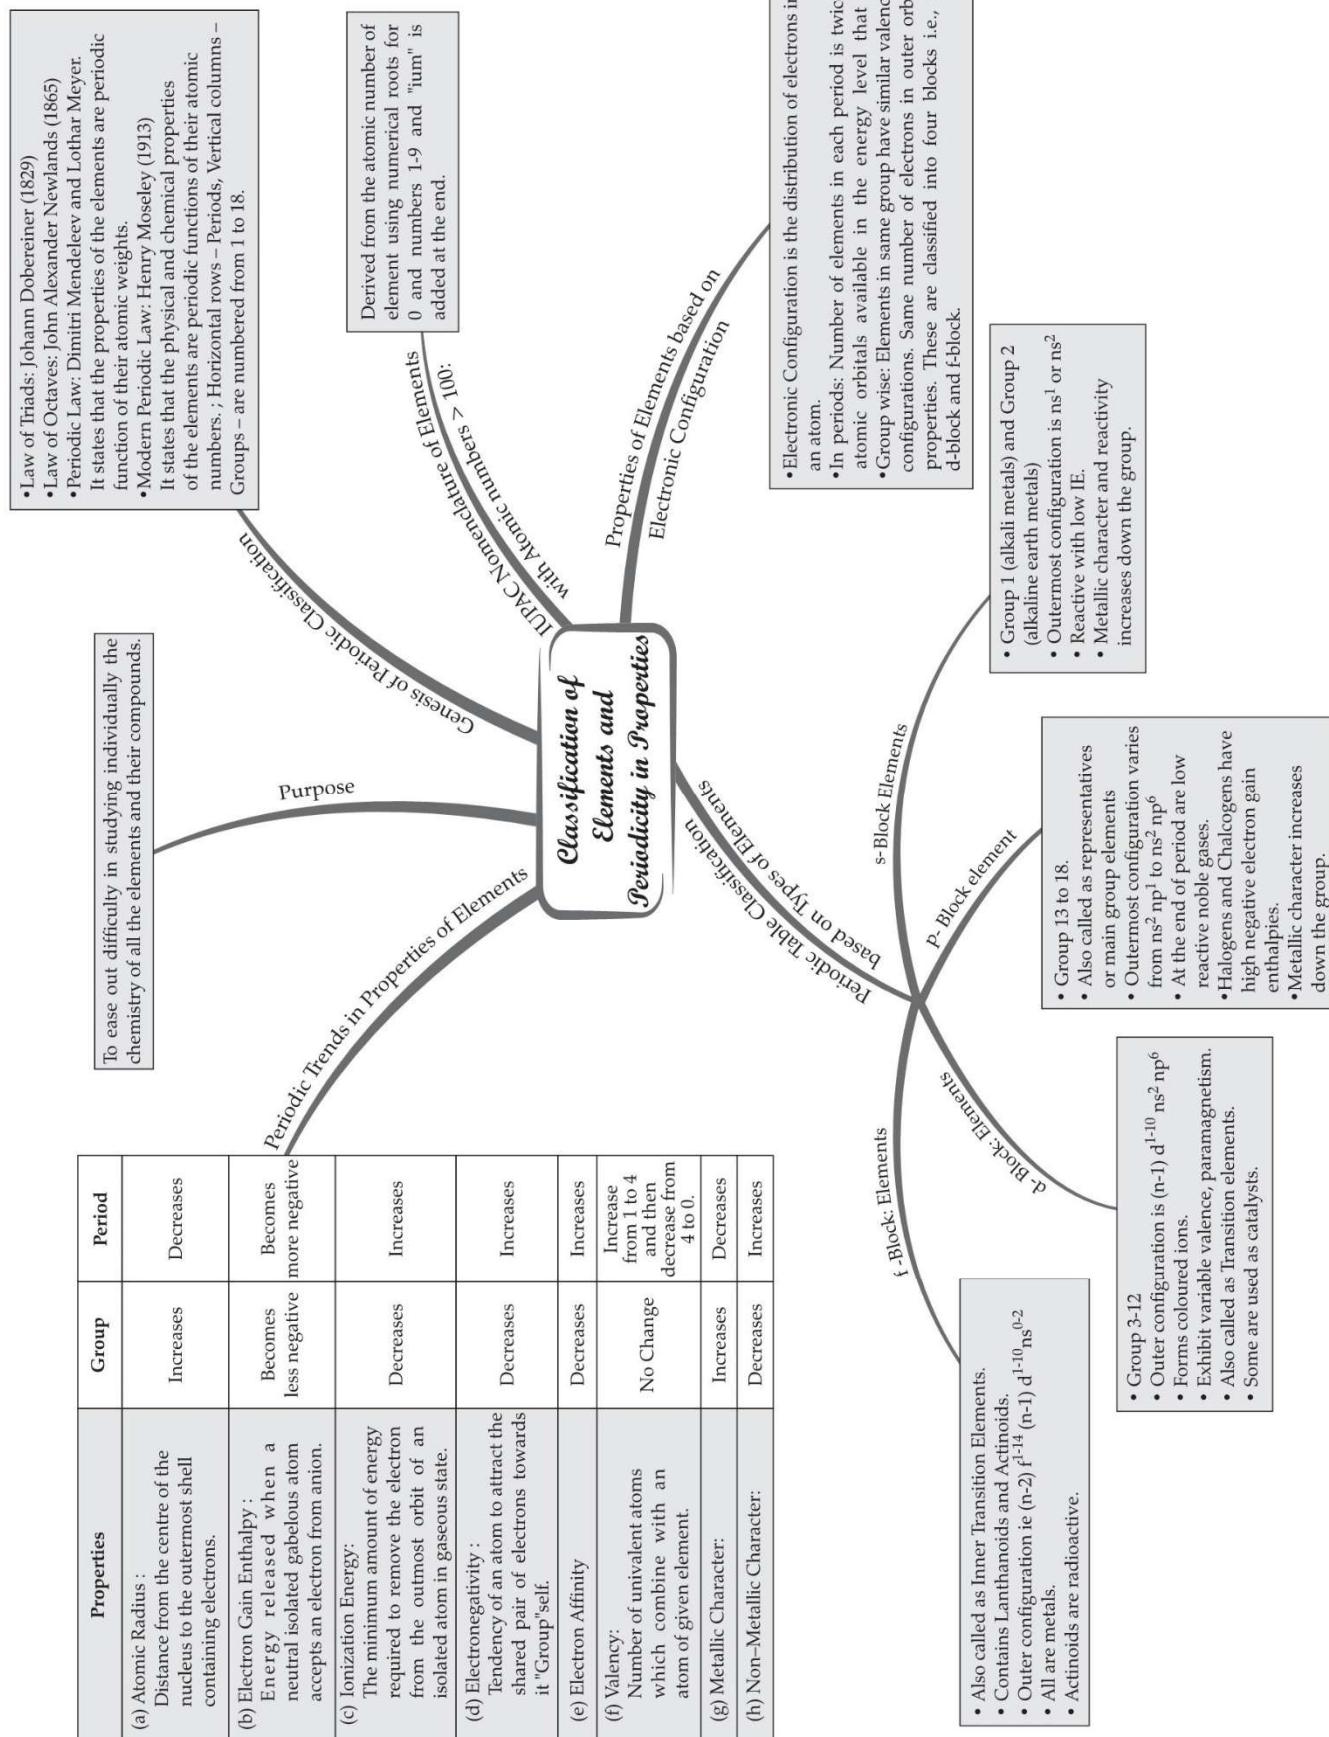 •Law of Triads: Johann Dobereiner (1829)
•Law of Octaves: John Alexander Newlands (1865)
•Periodic Law: Dimitri Mendeleev and Lothar Meyer.
It states that the properties of the elements are periodic
function of their atomic weights.
•Modern Periodic Law: Henry Moseley (1913)
It states that the physical and chemical properties
of the elements are periodic functions of their atomic
numbers. ; Horizontal rows – Periods, Vertical columns –
Groups – are numbered from 1 to 18.
Genesis of Periodic Classification
To ease out difficulty in studying individually the
chemistry of all the elements and their compounds.
Purpose
Derived from the atomic number of
element using numerical roots for
0 and numbers 1-9 and "ium" is
added at the end.
IUPAC Nomenclature of Elements
with Atomic numbers > 100:
Classification of
Elements and
Periodicity in Properties
Properties of Elements based on
Electronic Configuration
• Electronic Configuration is the distribution of electrons in
an atom.
•In periods: Number of elements in each period is twice
atomic orbitals available in the energy level that
•Group wise: Elements in same group have similar
configurations. Same number of electrons in outer
properties. These are classified into four blocks i.e.,
d-block and f-block.
Periodic Trends in Properties of Elements
Properties Group Period
(a) Atomic Radius :
Distance from the centre of the
nucleus to the outermost shell
containing electrons.
Increases
Decreases
(b) Electron Gain Enthalpy :
Energy released when a
neutral isolated gabelous atom
accepts an electron from anion.
Becomes
less negative
Becomes
more negative
(c) Ionization Energy:
The minimum amount of energy
required to remove the electron
from the outmost orbit of an
isolated atom in gaseous state.
Decreases
Increases
(d) Electronegativity :
Tendency of an atom to attract the
shared pair of electrons towards
it "Group"self.
Decreases
Increases
(e) Electron Affinity
Decreases
Increases
(f) Valency:
Number of univalent atoms
which combine with an
atom of given element.
No Change
Increase
from 1 to 4
and then
decrease from
4 to 0.
(g) Metallic Character:
Increases
Decreases
(h) Non–Metallic Character:
Decreases
Increases
Periodic Table Classification
based on Types of Elements
s-Block Elements
• Group 1 (alkali metals) and Group 2
(alkaline earth metals)
• Outermost configuration is ns¹ or ns²
• Reactive with low IE.
• Metallic character and reactivity
increases down the group.
P- Block element
• Group 13 to 18.
• Also called as representatives
or main group elements
• Outermost configuration varies
from ns² np¹ to ns² np⁶
• At the end of period are low
reactive noble gases.
•Halogens and Chalcogens have
high negative electron gain
enthalpies.
•Metallic character increases
down the group.
d- Block: Elements
• Group 3-12
• Outer configuration is (n-1) d¹⁻¹⁰ ns² np⁶
• Forms coloured ions.
• Exhibit variable valence, paramagnetism.
• Also called as Transition elements.
• Some are used as catalysts.
f -Block: Elements
• Also called as Inner Transition Elements.
• Contains Lanthanoids and Actinoids.
• Outer configuration ie (n-2) f¹⁻¹⁴ (n-1) d¹⁻¹⁰ns⁰⁻²
• All are metals.
• Actinoids are radioactive.